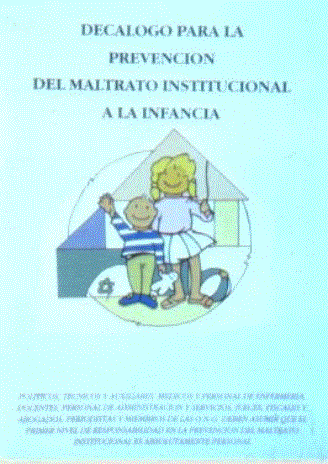 DECALOGO PARA LA
PREVENCION
DEL MALTRATO INSTITUCIONAL
A LA INFANCIA
POLITICOS, TECNICOS Y AUXILIARES, MEDICOS Y PERSONAL DE ENFERMERIA,
DOCENTES, PERSONAL DE ADMINISTRACION Y SERVICIOS, JUECES, FISCALES Y
ABOGADOS, PERIODISTAS Y MIEMBROS DE LAS O.N.G. DEBEN ASUMIR QUE EL
PRIMER NIVEL DE RESPONSABILIDAD EN LA PREVENCION DEL MALTRATO
INSTITUCIONAL ES ABSOLUTAMENTE PERSONAL